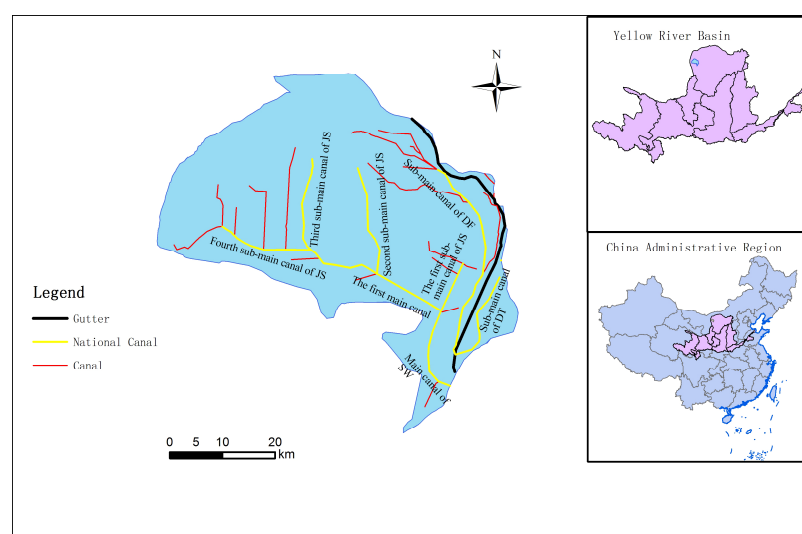 Yellow River Basin
N
Third sub-main canal of JS
Second sub-main canal of JS
Sub-main canal of DF
The first sub-
main canal of JS
Fourth sub-main canal of JS
The first main canal
Sub-main canal
of DT
Main canal of
SW
China Administrative Region
Legend
Gutter
National Canal
Canal
0 5 10 20
km